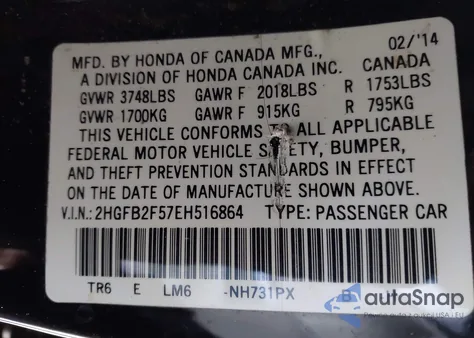 MFD. BY HONDA OF CANADA MFG., 02/'14
A DIVISION OF HONDA CANADA INC. CANADA
GVWR 3748LBS GAWR F 2018LBS R 1753LBS
GVWR 1700KG GAWR F 915KG R 795KG
THIS VEHICLE CONFORMS TO ALL APPLICABLE
FEDERAL MOTOR VEHICLE SAFETY, BUMPER,
AND THEFT PREVENTION STANDARDS IN EFFECT
ON THE DATE OF MANUFACTURE SHOWN ABOVE.
V.I.N.: 2HGFB2F57EH516864 TYPE: PASSENGER CAR
TR6 E LM6 -NH731PX B
autoSnap